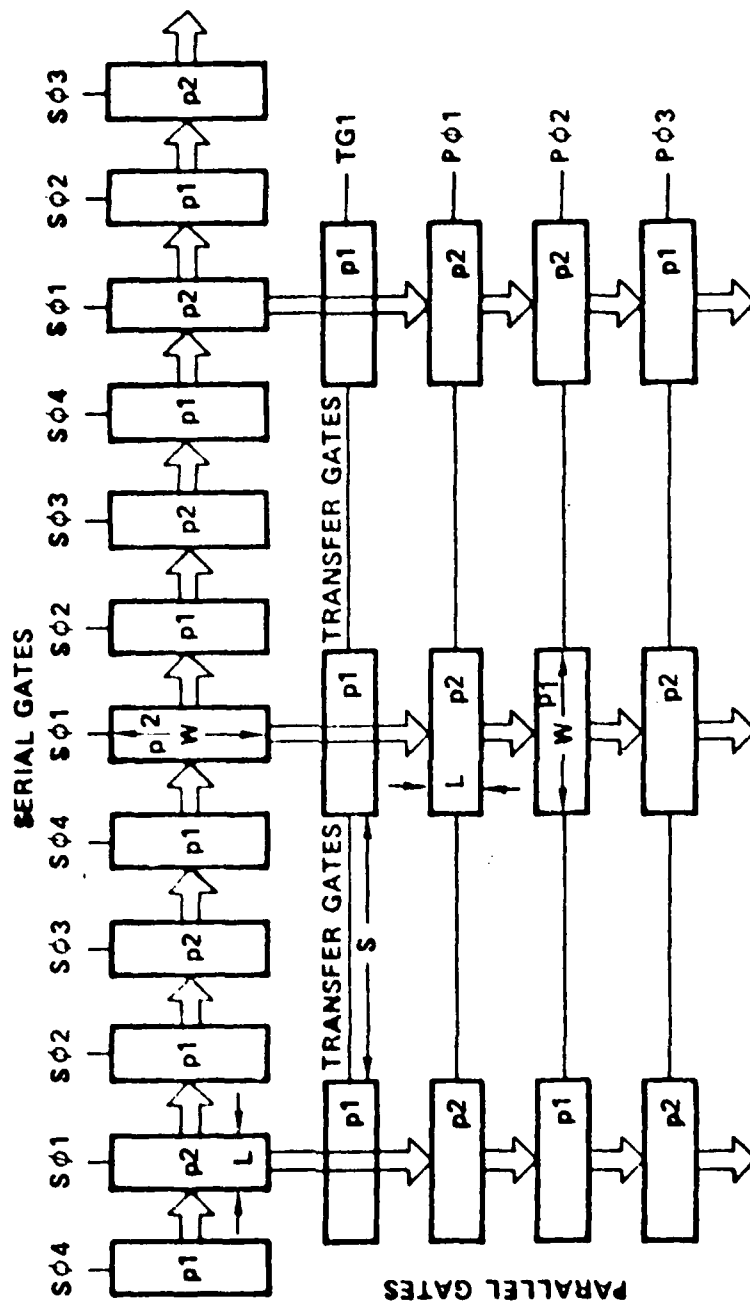 SERIAL GATES
Sφ4 Sφ1 Sφ2 Sφ3 Sφ4 Sφ1 Sφ2 Sφ3 Sφ4 Sφ1 Sφ2 Sφ3
p1 p2 p1 p2 p1 p2 p1 p2 p1 p2 p1 p2
L W
TRANSFER GATES TRANSFER GATES
p1 p1 p1 TG1
S
p2 L p2 p2 Pφ1
p1 W p1 p2 Pφ2
p2 p2 p1 Pφ3
PARALLEL GATES